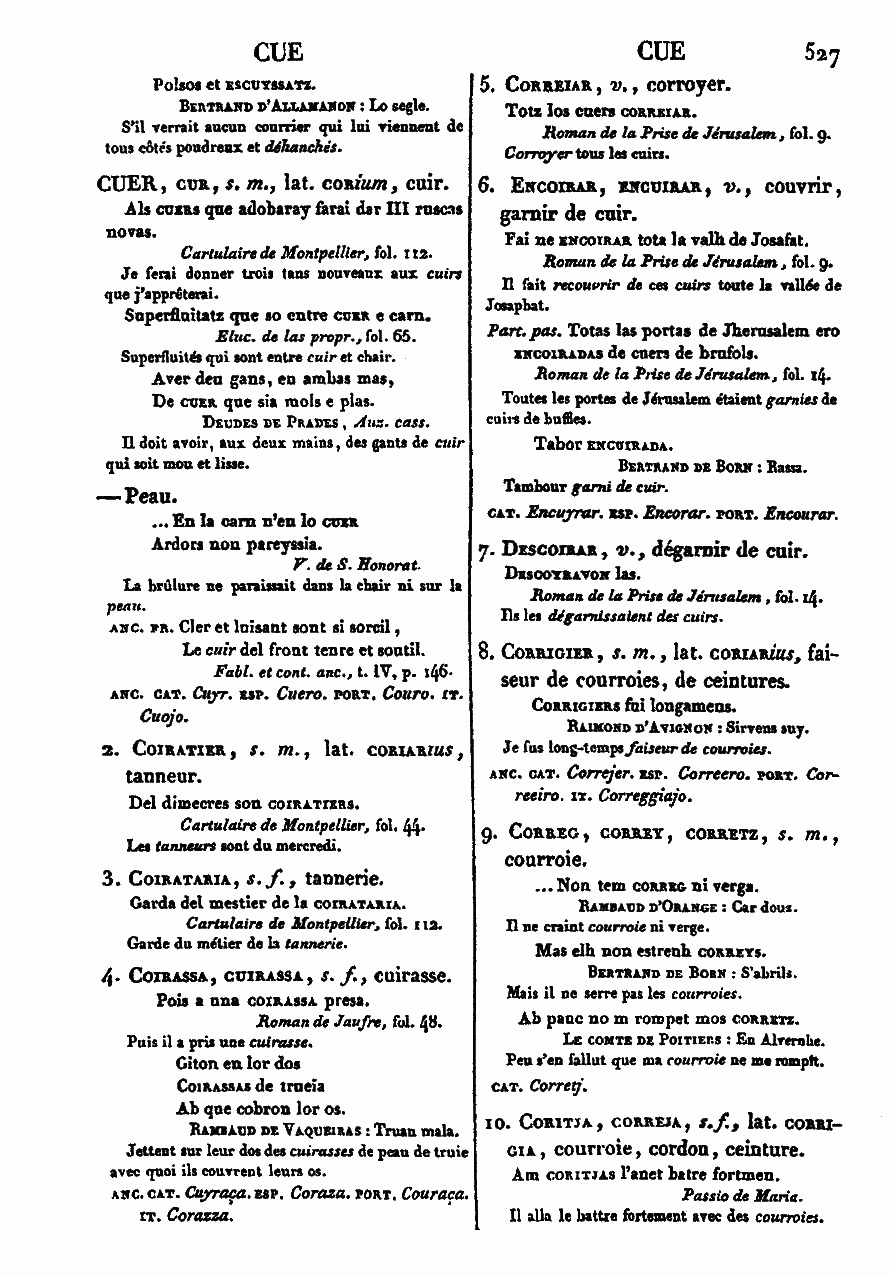 CUE
CUE 527
Polsos et ESCUYSSATZ.
BERTRAND D'ALLAMANON : Lo segle.
S'il verrait aucun courrier qui lui viennent de
tous côtés poudreux et déhanchés.
CUER, CUR, s. m., lat. CORIum, cuir.
Als CUERS que adobaray farai dar III ruscas
novas.
Cartulaire de Montpellier, fol. 112.
Je ferai donner trois tans nouveaux aux cuirs
que j'apprêterai.
Superfluitatz que so entre CUER e carn.
Eluc. de las propr., fol. 65.
Superfluités qui sont entre cuir et chair.
Aver deu gans, en ambas mas,
De CUER que sia mols e plas.
DEUDES DE PRADES, Auz. cass.
Il doit avoir, aux deux mains, des gants de cuir
qui soit mou et lisse.
— Peau.
...En la carn n'en lo CUER
Ardors non pareyssia.
V. de S. Honorat.
La brûlure ne paraissait dans la chair ni sur la
peau.
ANC. FR. Cler et luisant sont si sorcil,
Le cuir del front tenre et soutil.
Fabl. et cont. anc., t. IV, p. 146.
ANC. CAT. Cuyr. ESP. Cuero. PORT. Couro. IT.
Cuojo.
2. COIRATIER, s. m., lat. CORIARIUS,
tanneur.
Del dimecres son COIRATIERS.
Cartulaire de Montpellier, fol. 44.
Les tanneurs sont du mercredi.
3. COIRATARIA, s. f., tannerie.
Garda del mestier de la COIRATARIA.
Cartulaire de Montpellier, fol. 112.
Garde du métier de la tannerie.
4. COIRASSA, CUIRASSA, s. f., cuirasse.
Pois a una COIRASSA presa.
Roman de Jaufre, fol. 48.
Puis il a pris une cuirasse.
Giton en lor dos
COIRASSAS de trueïa
Ab que cobron lor os.
RAMBAUD DE VAQUEIRAS : Truan mala.
Jettent sur leur dos des cuirasses de peau de truie
avec quoi ils couvrent leurs os.
ANC. CAT. Cuyraça. ESP. Coraza. PORT. Couraça.
IT. Corazza.
5. CORREIAR, v., corroyer.
Totz los cuers CORREIAR.
Roman de la Prise de Jérusalem, fol. 9.
Corroyer tous les cuirs.
6. ENCOIRAR, ENCUIRAR, v., couvrir,
garnir de cuir.
Fai ne ENCOIRAR tota la valh de Josafat.
Roman de la Prise de Jérusalem, fol. 9.
Il fait recouvrir de ces cuirs toute la vallée de
Josaphat.
Part. pas. Totas las portas de Jherusalem ero
ENCOIRADAS de cuers de brufols.
Roman de la Prise de Jérusalem, fol. 14.
Toutes les portes de Jérusalem étaient garnies de
cuirs de buffles.
Tabor ENCUIRADA.
BERTRAND DE BORN : Rassa.
Tambour garni de cuir.
CAT. Encuyrar. ESP. Encorar. PORT. Encourar.
7. DESCOIRAR, v., dégarnir de cuir.
DESCOYRAVON las.
Roman de la Prise de Jérusalem, fol. 14.
Ils les dégarnissaient des cuirs.
8. CORRIGIER, s. m., lat. CORIARIus, fai-
seur de courroies, de ceintures.
CORRIGIERS fui longamens.
RAIMOND D'AVIGNON : Sirvens suy.
Je fus long-temps faiseur de courroies.
ANC. CAT. Correjer. ESP. Correero. PORT. Cor-
reeiro. IT. Correggiajo.
9. CORREG, CORREY, CORRETZ, s. m.,
courroie.
...Non tem CORREG ni verga.
RAMBAUD D'ORANGE : Car douz.
Il ne craint courroie ni verge.
Mas elh non estrenh CORREYS.
BERTRAND DE BORN : S'abrils.
Mais il ne serre pas les courroies.
Ab pauc no m rompet mos CORRETZ.
LE COMTE DE POITIERS : En Alvernhe.
Peu s'en fallut que ma courroie ne me rompît.
CAT. Corretj.
10. CORITJA, CORREJA, s. f., lat. CORRI-
GIA, courroie, cordon, ceinture.
Am CORITJAS l'anet batre fortmen.
Passio de Maria.
Il alla le battre fortement avec des courroies.